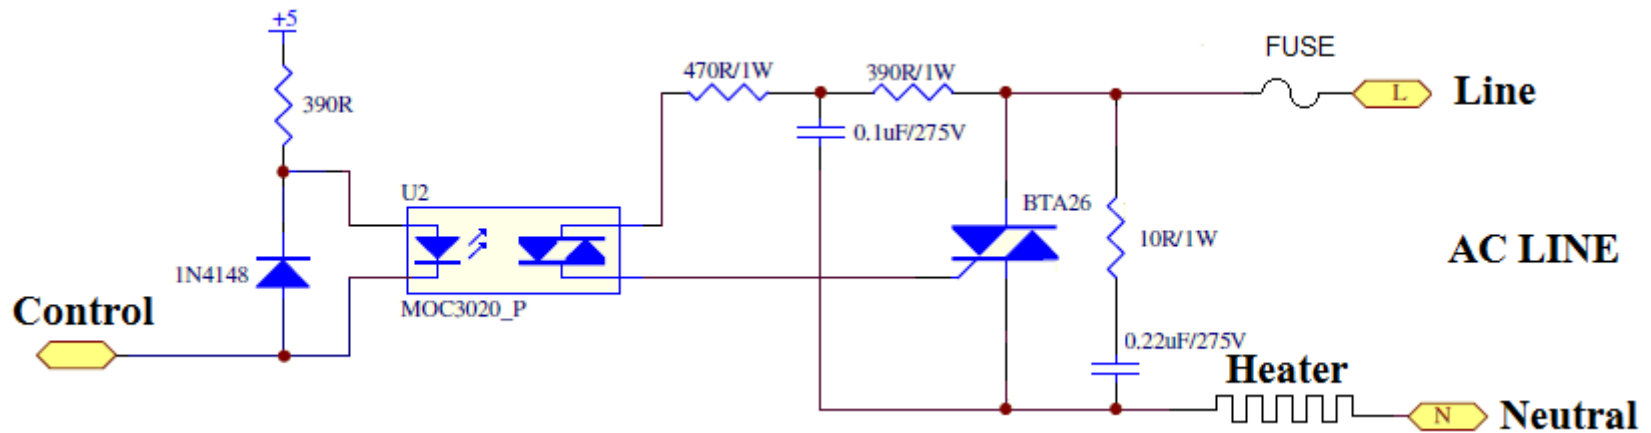 +5
390R
1N4148
Control
U2
MOC3020_P
470R/1W
390R/1W
0.1uF/275V
BTA26
10R/1W
0.22uF/275V
FUSE
L
Line
AC LINE
Heater
N
Neutral